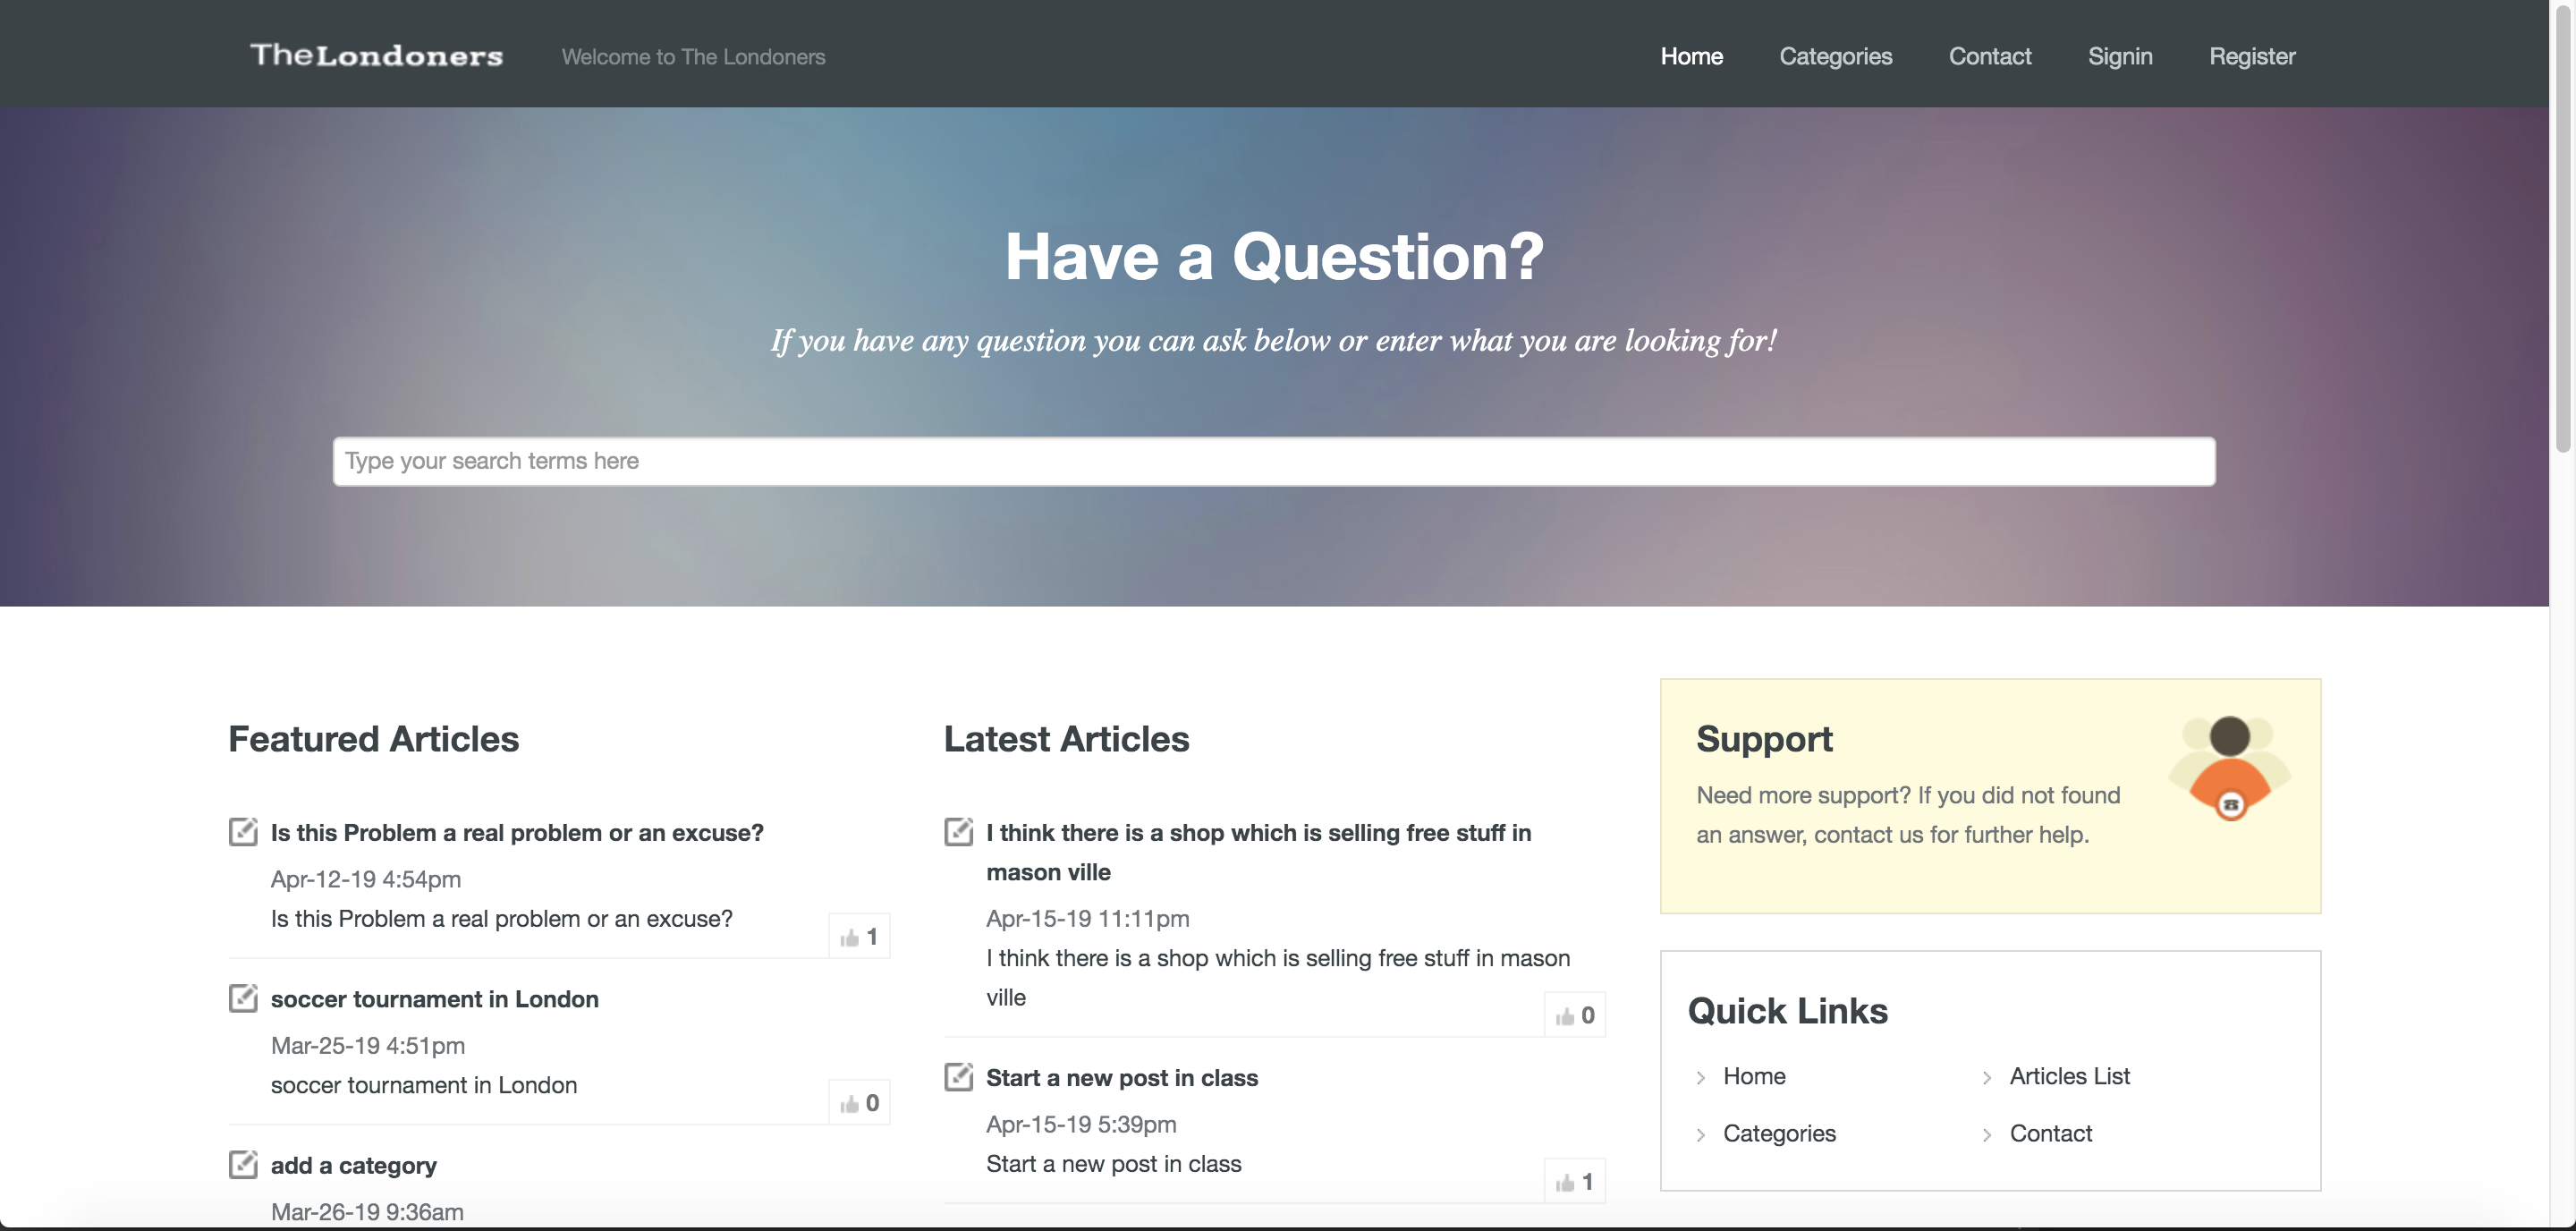 TheLondoners
Welcome to The Londoners
Home
Categories
Contact
Signin
Register
Have a Question?
If you have any question you can ask below or enter what you are looking for!
Type your search terms here
Featured Articles
Is this Problem a real problem or an excuse?
Apr-12-19 4:54pm
Is this Problem a real problem or an excuse?
1
soccer tournament in London
Mar-25-19 4:51pm
soccer tournament in London
0
add a category
Mar-26-19 9:36am
Latest Articles
I think there is a shop which is selling free stuff in
mason ville
Apr-15-19 11:11pm
I think there is a shop which is selling free stuff in mason
ville
0
Start a new post in class
Apr-15-19 5:39pm
Start a new post in class
1
Support
Need more support? If you did not found
an answer, contact us for further help.
Quick Links
Home
Articles List
Categories
Contact